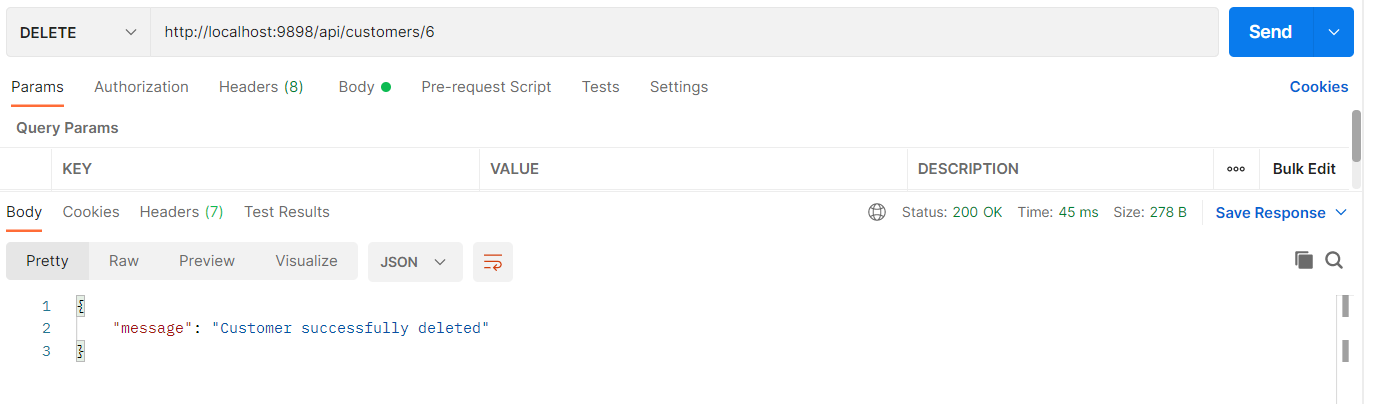 DELETE http://localhost:9898/api/customers/6 Send
Params Authorization Headers (8) Body Pre-request Script Tests Settings Cookies
Query Params
KEY VALUE DESCRIPTION ooo Bulk Edit
Body Cookies Headers (7) Test Results Status: 200 OK Time: 45 ms Size: 278 B Save Response
Pretty Raw Preview Visualize JSON
1 {
2 "message": "Customer successfully deleted"
3 }